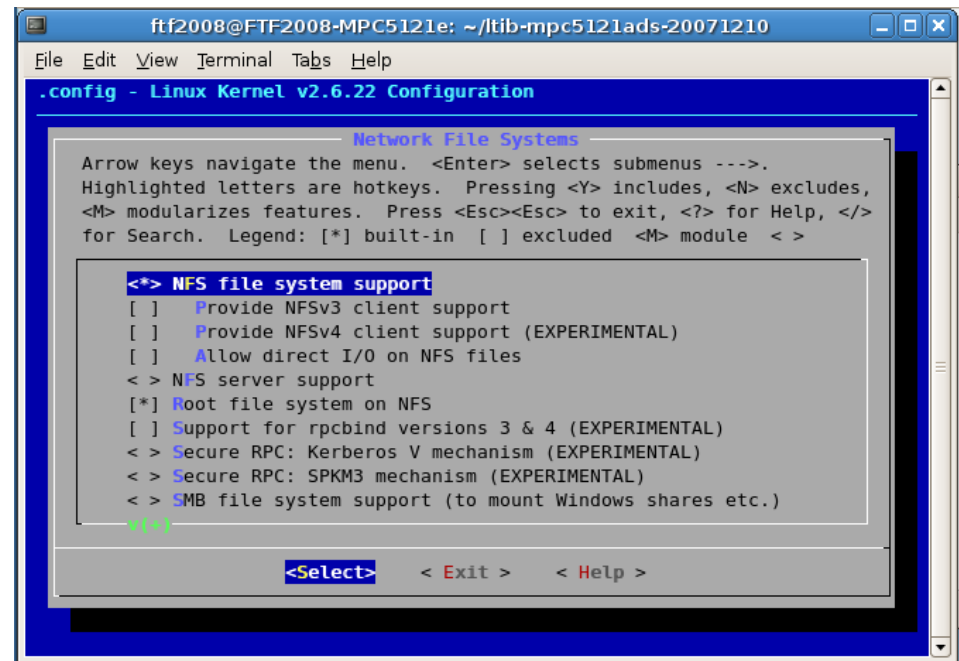 ftf2008@FTF2008-MPC5121e: ~/ltib-mpc5121ads-20071210
File Edit View Terminal Tabs Help
.config - Linux Kernel v2.6.22 Configuration
Network File Systems
Arrow keys navigate the menu. <Enter> selects submenus --->.
Highlighted letters are hotkeys. Pressing <Y> includes, <N> excludes,
<M> modularizes features. Press <Esc><Esc> to exit, <?> for Help, </>
for Search. Legend: [*] built-in [ ] excluded <M> module < >
<*> NFS file system support
[ ] Provide NFSv3 client support
[ ] Provide NFSv4 client support (EXPERIMENTAL)
[ ] Allow direct I/O on NFS files
< > NFS server support
[*] Root file system on NFS
[ ] Support for rpcbind versions 3 & 4 (EXPERIMENTAL)
< > Secure RPC: Kerberos V mechanism (EXPERIMENTAL)
< > Secure RPC: SPKM3 mechanism (EXPERIMENTAL)
< > SMB file system support (to mount Windows shares etc.)
v(+)
<Select> < Exit > < Help >